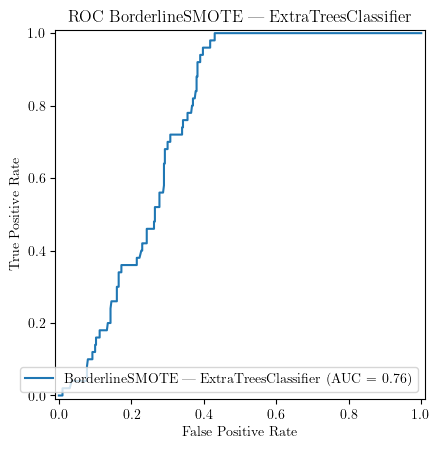 ROC BorderlineSMOTE — ExtraTreesClassifier
1.0
0.8
0.6
0.4
0.2
0.0
True Positive Rate
BorderlineSMOTE — ExtraTreesClassifier (AUC = 0.76)
0.0 0.2 0.4 0.6 0.8 1.0
False Positive Rate